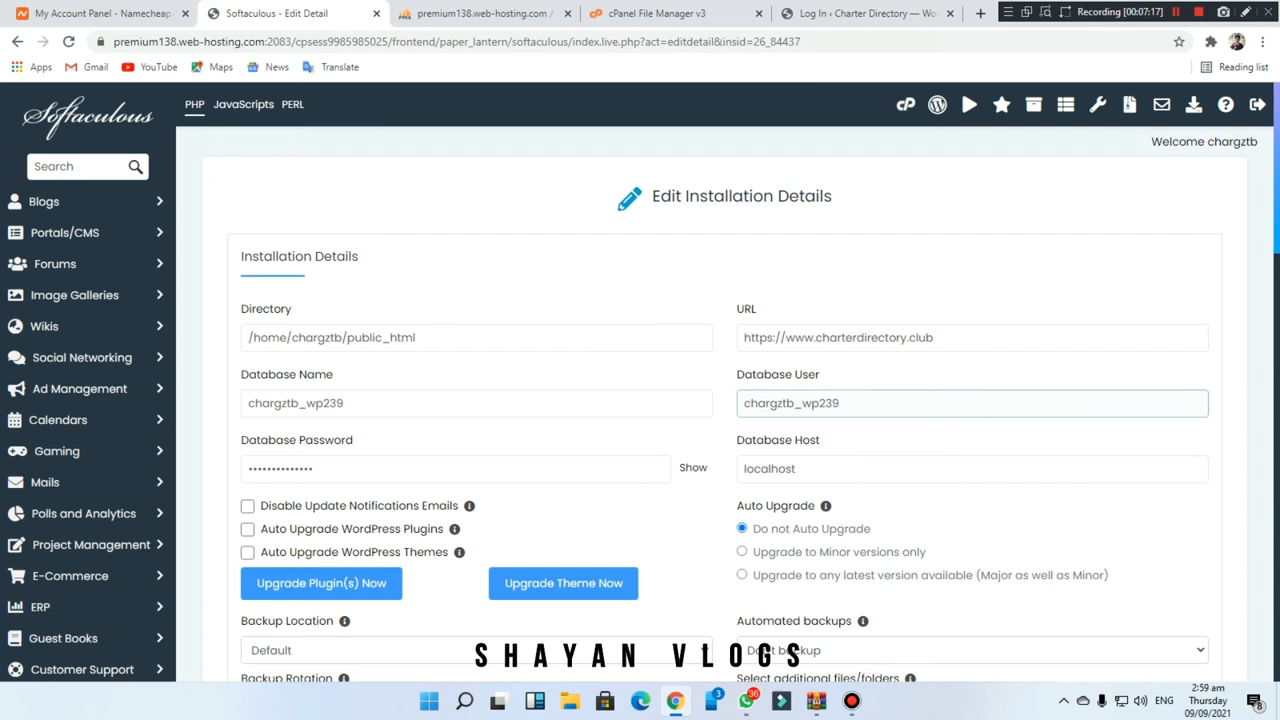 My Account Panel - Namecheap
Softaculous - Edit Detail
premium138.web-hosting.com
cPanel File Manager v3
Log In ‹ Charter Directory — Wo
Recording [00:07:17]
premium138.web-hosting.com:2083/cpsess9985985025/frontend/paper_lantern/softaculous/index.live.php?act=editdetail&insid=26_84437
Apps
Gmail
YouTube
Maps
News
Translate
Reading list
Softaculous
PHP
JavaScripts
PERL
Welcome chargztb
Search
Blogs
Portals/CMS
Forums
Image Galleries
Wikis
Social Networking
Ad Management
Calendars
Gaming
Mails
Polls and Analytics
Project Management
E-Commerce
ERP
Guest Books
Customer Support
Edit Installation Details
Installation Details
Directory
URL
/home/chargztb/public_html
https://www.charterdirectory.club
Database Name
Database User
chargztb_wp239
chargztb_wp239
Database Password
Database Host
••••••••••••••
Show
localhost
Disable Update Notifications Emails
Auto Upgrade
Auto Upgrade WordPress Plugins
Do not Auto Upgrade
Auto Upgrade WordPress Themes
Upgrade to Minor versions only
Upgrade to any latest version available (Major as well as Minor)
Upgrade Plugin(s) Now
Upgrade Theme Now
Backup Location
Automated backups
Default
Don't backup
SHAYAN VLOGS
Backup Rotation
Select additional files/folders
3
36
ENG
2:59 am
Thursday
09/09/2021
8